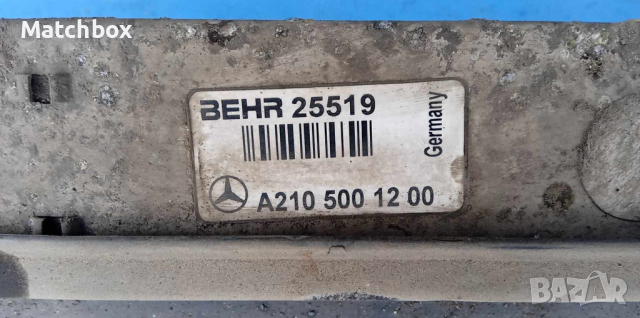 Matchbox
BEHR 25519
Germany
A210 500 12 00
BAZAR